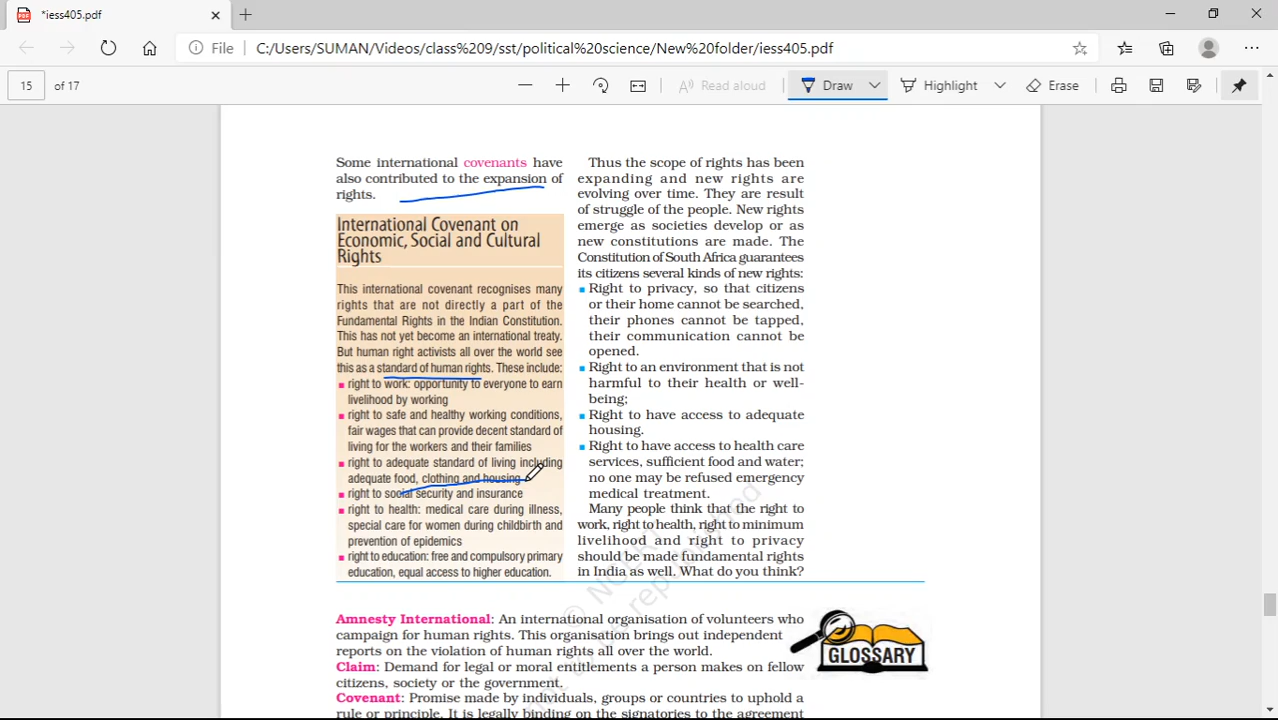 *iess405.pdf
File
C:/Users/SUMAN/Videos/class%209/sst/political%20science/New%20folder/iess405.pdf
15 of 17
Read aloud
Draw
Highlight
Erase
Some international covenants have
also contributed to the expansion of
rights.
International Covenant on
Economic, Social and Cultural
Rights
This international covenant recognises many
rights that are not directly a part of the
Fundamental Rights in the Indian Constitution.
This has not yet become an international treaty.
But human right activists all over the world see
this as a standard of human rights. These include:
right to work: opportunity to everyone to earn
livelihood by working
right to safe and healthy working conditions,
fair wages that can provide decent standard of
living for the workers and their families
right to adequate standard of living including
adequate food, clothing and housing
right to social security and insurance
right to health: medical care during illness,
special care for women during childbirth and
prevention of epidemics
right to education: free and compulsory primary
education, equal access to higher education.
Thus the scope of rights has been
expanding and new rights are
evolving over time. They are result
of struggle of the people. New rights
emerge as societies develop or as
new constitutions are made. The
Constitution of South Africa guarantees
its citizens several kinds of new rights:
Right to privacy, so that citizens
or their home cannot be searched,
their phones cannot be tapped,
their communication cannot be
opened.
Right to an environment that is not
harmful to their health or well-
being;
Right to have access to adequate
housing.
Right to have access to health care
services, sufficient food and water;
no one may be refused emergency
medical treatment.
Many people think that the right to
work, right to health, right to minimum
livelihood and right to privacy
should be made fundamental rights
in India as well. What do you think?
Amnesty International: An international organisation of volunteers who
campaign for human rights. This organisation brings out independent
reports on the violation of human rights all over the world.
Claim: Demand for legal or moral entitlements a person makes on fellow
citizens, society or the government.
Covenant: Promise made by individuals, groups or countries to uphold a
rule or principle. It is legally binding on the signatories to the agreement
GLOSSARY